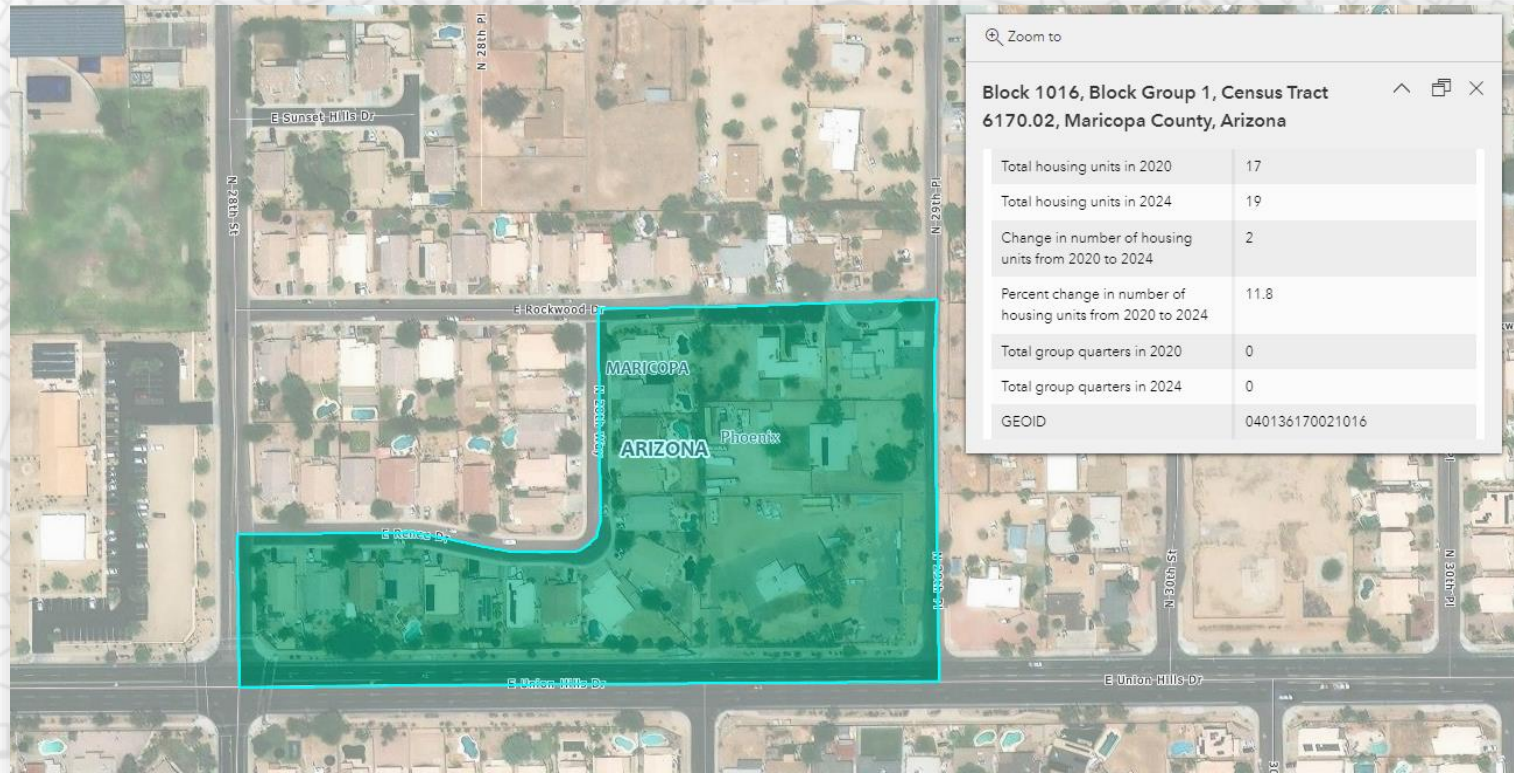 Zoom to
Block 1016, Block Group 1, Census Tract
6170.02, Maricopa County, Arizona
Total housing units in 2020 17
Total housing units in 2024 19
Change in number of housing
units from 2020 to 2024 2
Percent change in number of
housing units from 2020 to 2024 11.8
Total group quarters in 2020 0
Total group quarters in 2024 0
GEOID 040136170021016
N 28th Pl
E Sunset Hills Dr
N 28th St
N 29th Pl
E Rockwood Dr
MARICOPA
N 28th Way
ARIZONA
Phoenix
E Renee Dr
N 29th Pl
N 30th St
N 30th Pl
E Union Hills Dr
E Union Hills Dr